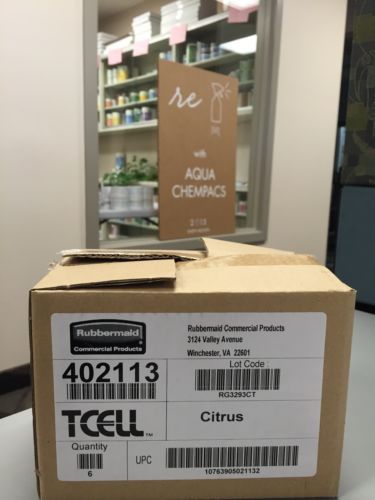 re
with
AQUA
CHEMPACS
Rubbermaid
Commercial Products
Rubbermaid Commercial Products
3124 Valley Avenue
Winchester, VA 22601
402113
Lot Code :
RG3293CT
TCELL™
Citrus
Quantity
6
UPC
10763905021132